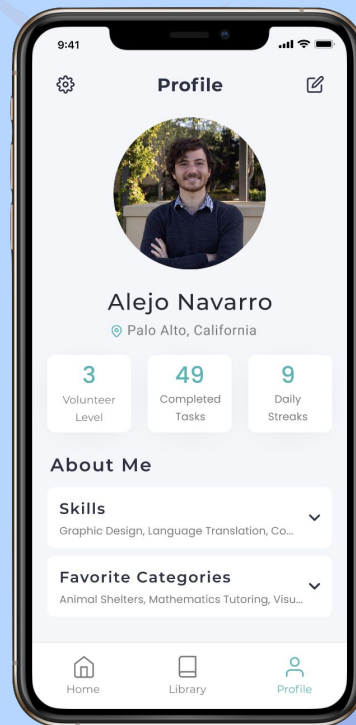 9:41
Profile
Alejo Navarro
Palo Alto, California
3
Volunteer
Level
49
Completed
Tasks
9
Daily
Streaks
About Me
Skills
Graphic Design, Language Translation, Co...
Favorite Categories
Animal Shelters, Mathematics Tutoring, Visu...
Home
Library
Profile